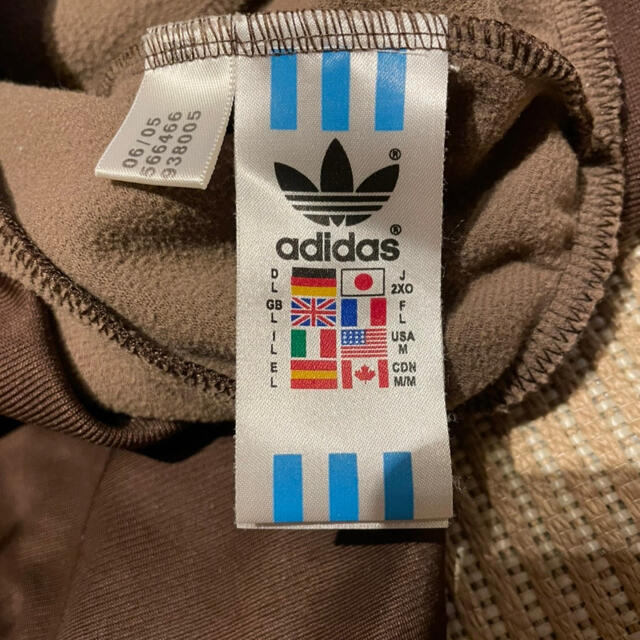 06/05
566466
938005
®
adidas®
D L J 2XO
GB L F L
I L USA M
E L CDN M/M